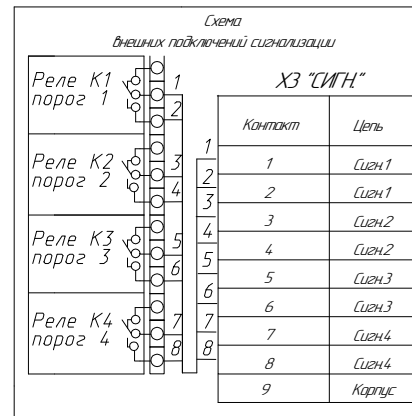 Схема
внешних подключений сигнализации
Реле К1
порог 1
Реле К2
порог 2
Реле К3
порог 3
Реле К4
порог 4
1
2
3
4
5
6
7
8
1
2
3
4
5
6
7
8
Х3 "СИГН."
Контакт Цепь
1 Сигн.1
2 Сигн.1
3 Сигн.2
4 Сигн.2
5 Сигн.3
6 Сигн.3
7 Сигн.4
8 Сигн.4
9 Корпус